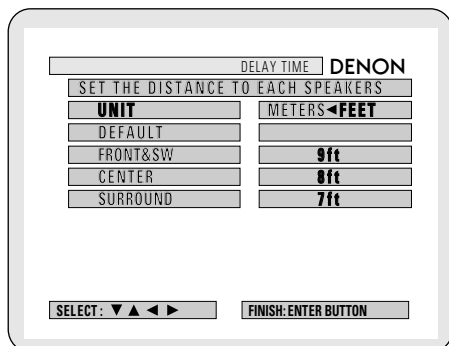 DELAY TIME DENON
SET THE DISTANCE TO EACH SPEAKERS
UNIT METERS◄FEET
DEFAULT
FRONT&SW 9ft
CENTER 8ft
SURROUND 7ft
SELECT: ▼ ▲ ◄ ► FINISH: ENTER BUTTON